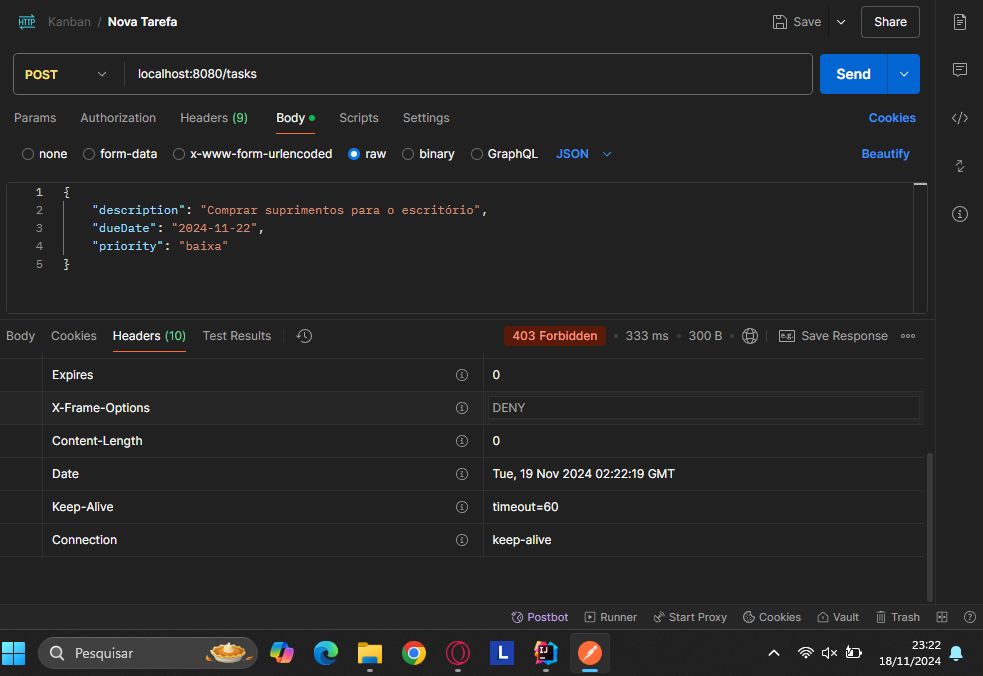 HTTP Kanban / Nova Tarefa Save Share
POST localhost:8080/tasks Send
Params Authorization Headers (9) Body Scripts Settings Cookies
none form-data x-www-form-urlencoded raw binary GraphQL JSON Beautify
1 {
2 "description": "Comprar suprimentos para o escritório",
3 "dueDate": "2024-11-22",
4 "priority": "baixa"
5 }
Body Cookies Headers (10) Test Results 403 Forbidden 333 ms 300 B e.g. Save Response
Expires 0
X-Frame-Options DENY
Content-Length 0
Date Tue, 19 Nov 2024 02:22:19 GMT
Keep-Alive timeout=60
Connection keep-alive
Postbot Runner Start Proxy Cookies Vault Trash
Pesquisar L IJ 23:22
18/11/2024